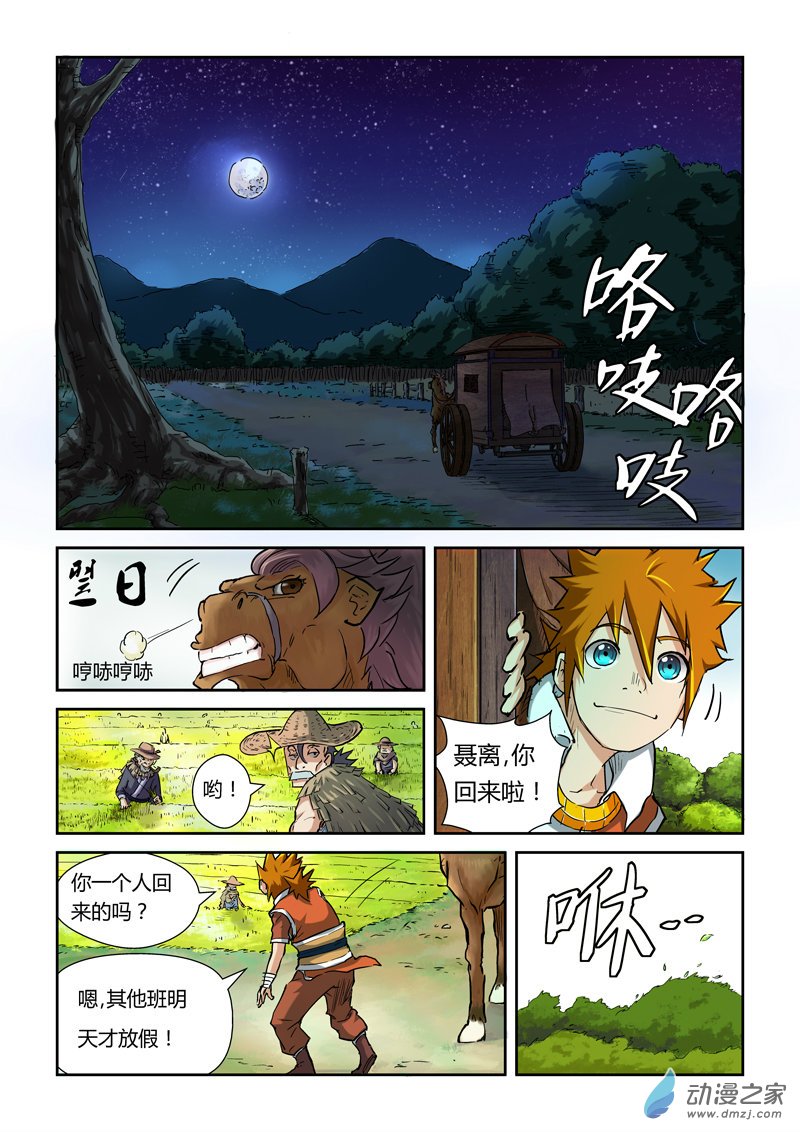 咯吱咯吱
翌日
哼哧哼哧
聂离,你
回来啦！
哟！
你一个人回
来的吗？
嗯,其他班明
天才放假！
咻··
动漫之家
www.dmzj.com